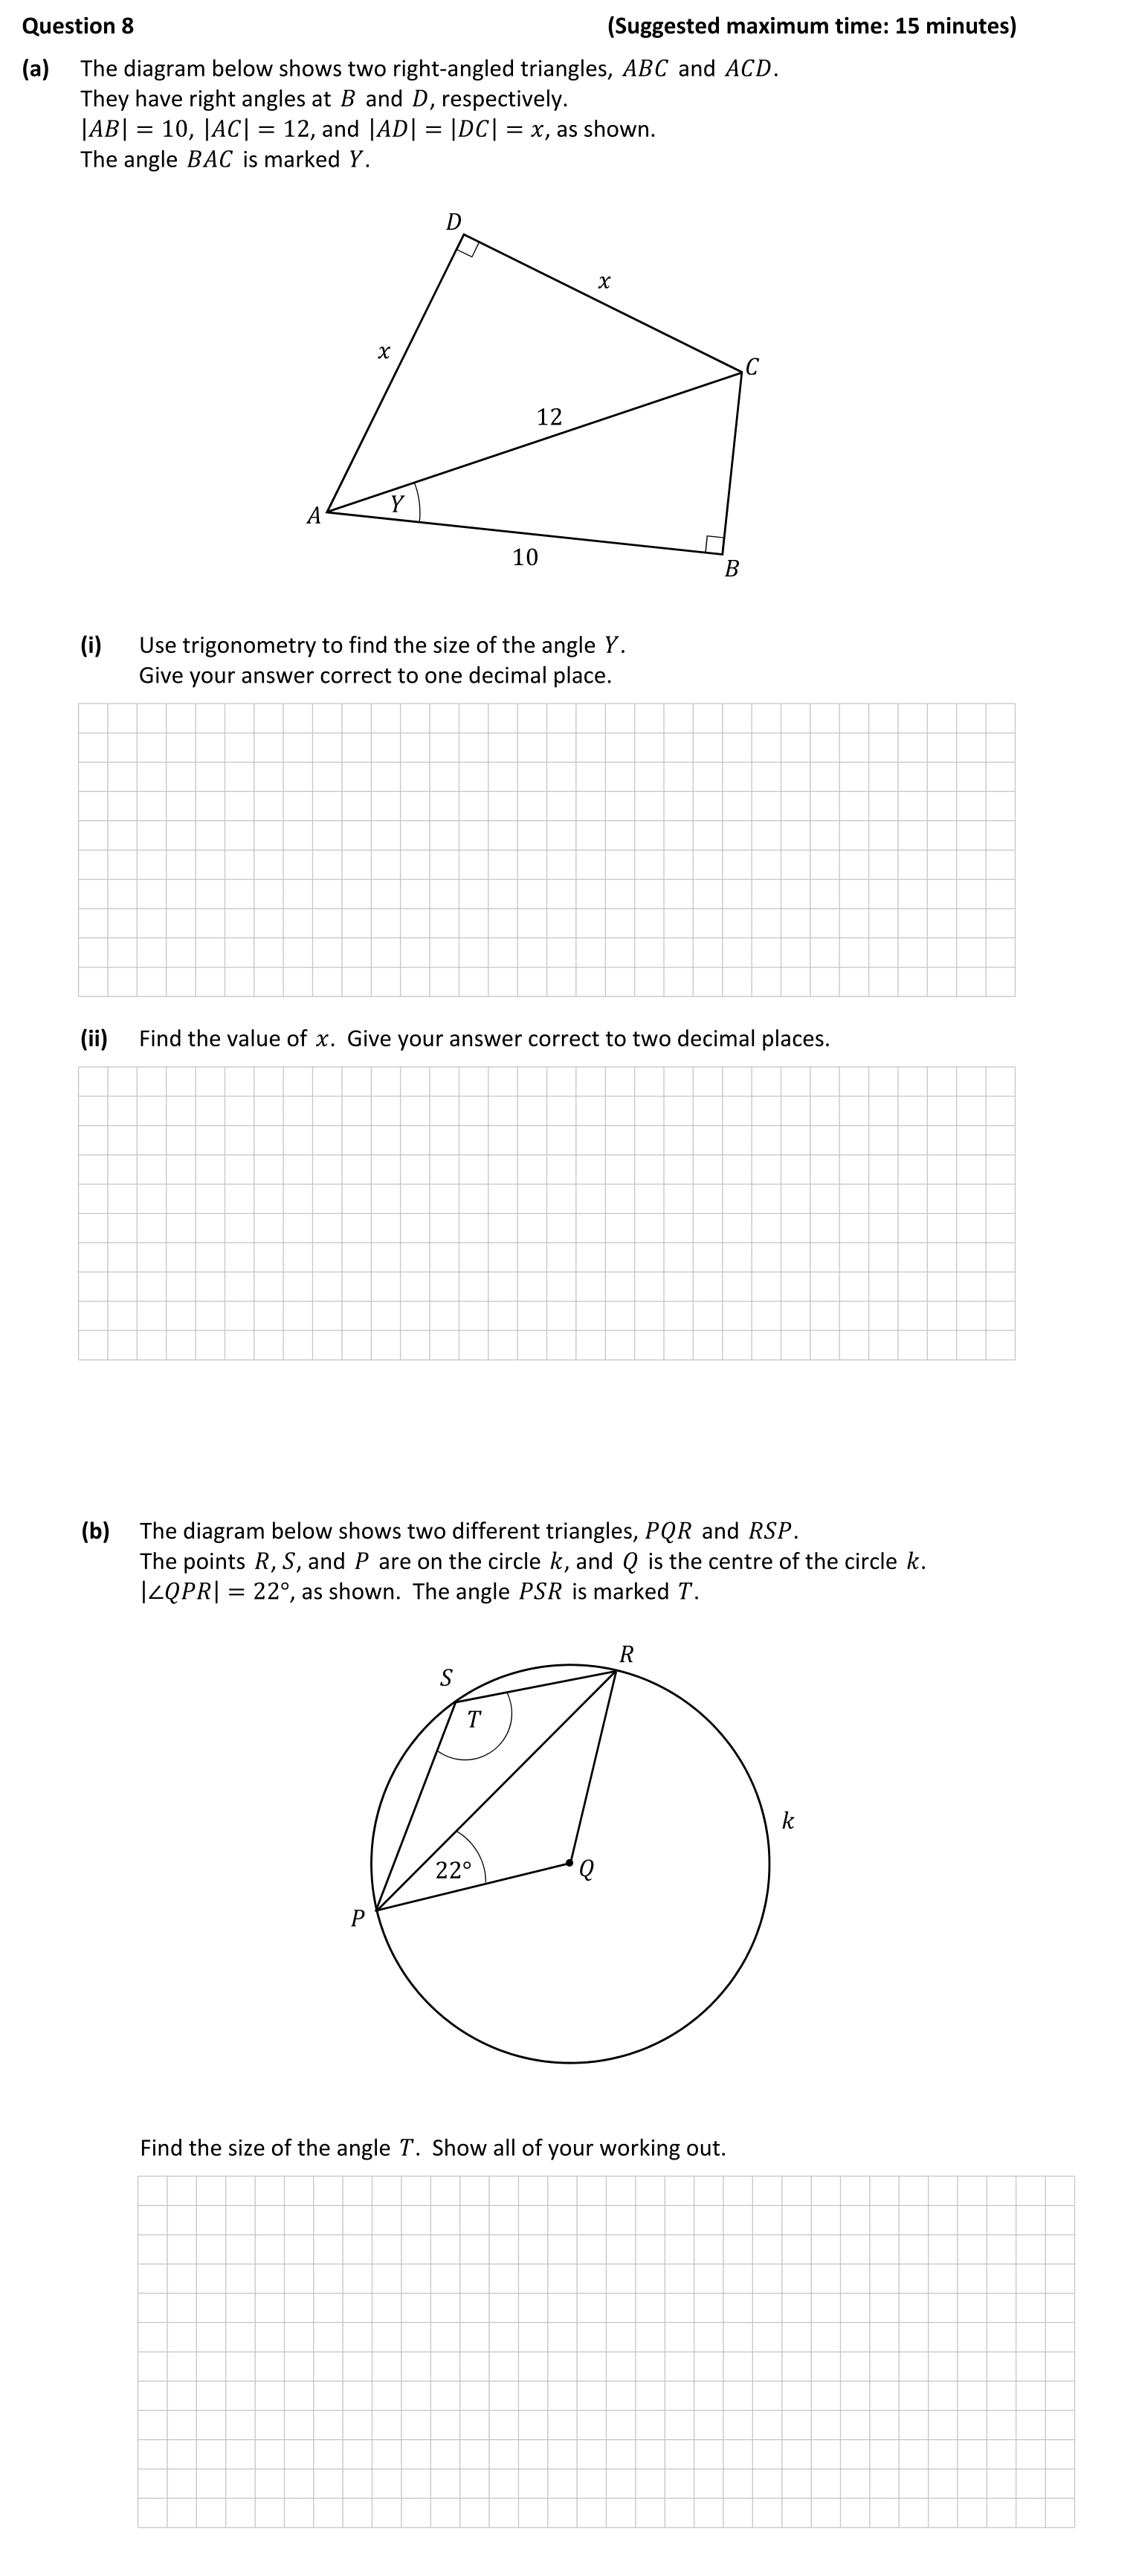 Question 8 (Suggested maximum time: 15 minutes)
(a) The diagram below shows two right-angled triangles, ABC and ACD.
They have right angles at B and D, respectively.
|AB| = 10, |AC| = 12, and |AD| = |DC| = x, as shown.
The angle BAC is marked Y.
D
x
x
C
12
Y
A
10
B
(i) Use trigonometry to find the size of the angle Y.
Give your answer correct to one decimal place.
(ii) Find the value of x. Give your answer correct to two decimal places.
(b) The diagram below shows two different triangles, PQR and RSP.
The points R, S, and P are on the circle k, and Q is the centre of the circle k.
|∠QPR| = 22°, as shown. The angle PSR is marked T.
R
S
T
k
22°
Q
P
Find the size of the angle T. Show all of your working out.